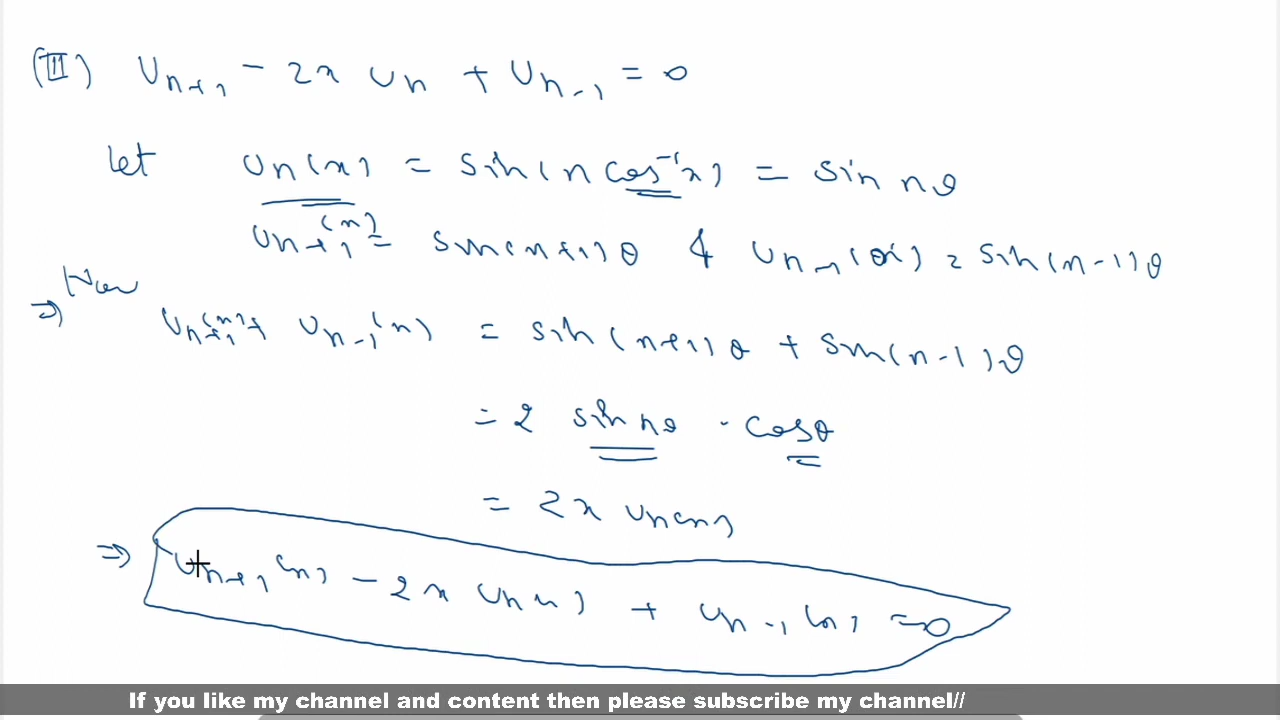 (III) Un+1 - 2x Un + Un-1 = 0
let Un(x) = sin(n cos⁻¹x) = sin nθ
Un+1(x) = sin(n+1)θ & Un-1(x) = sin(n-1)θ
Now
⇒ Un+1(x) + Un-1(x) = sin(n+1)θ + sin(n-1)θ
= 2 sin nθ · cosθ
= 2x Un(x)
⇒ Un+1(x) - 2x Un(x) + Un-1(x) = 0
If you like my channel and content then please subscribe my channel//